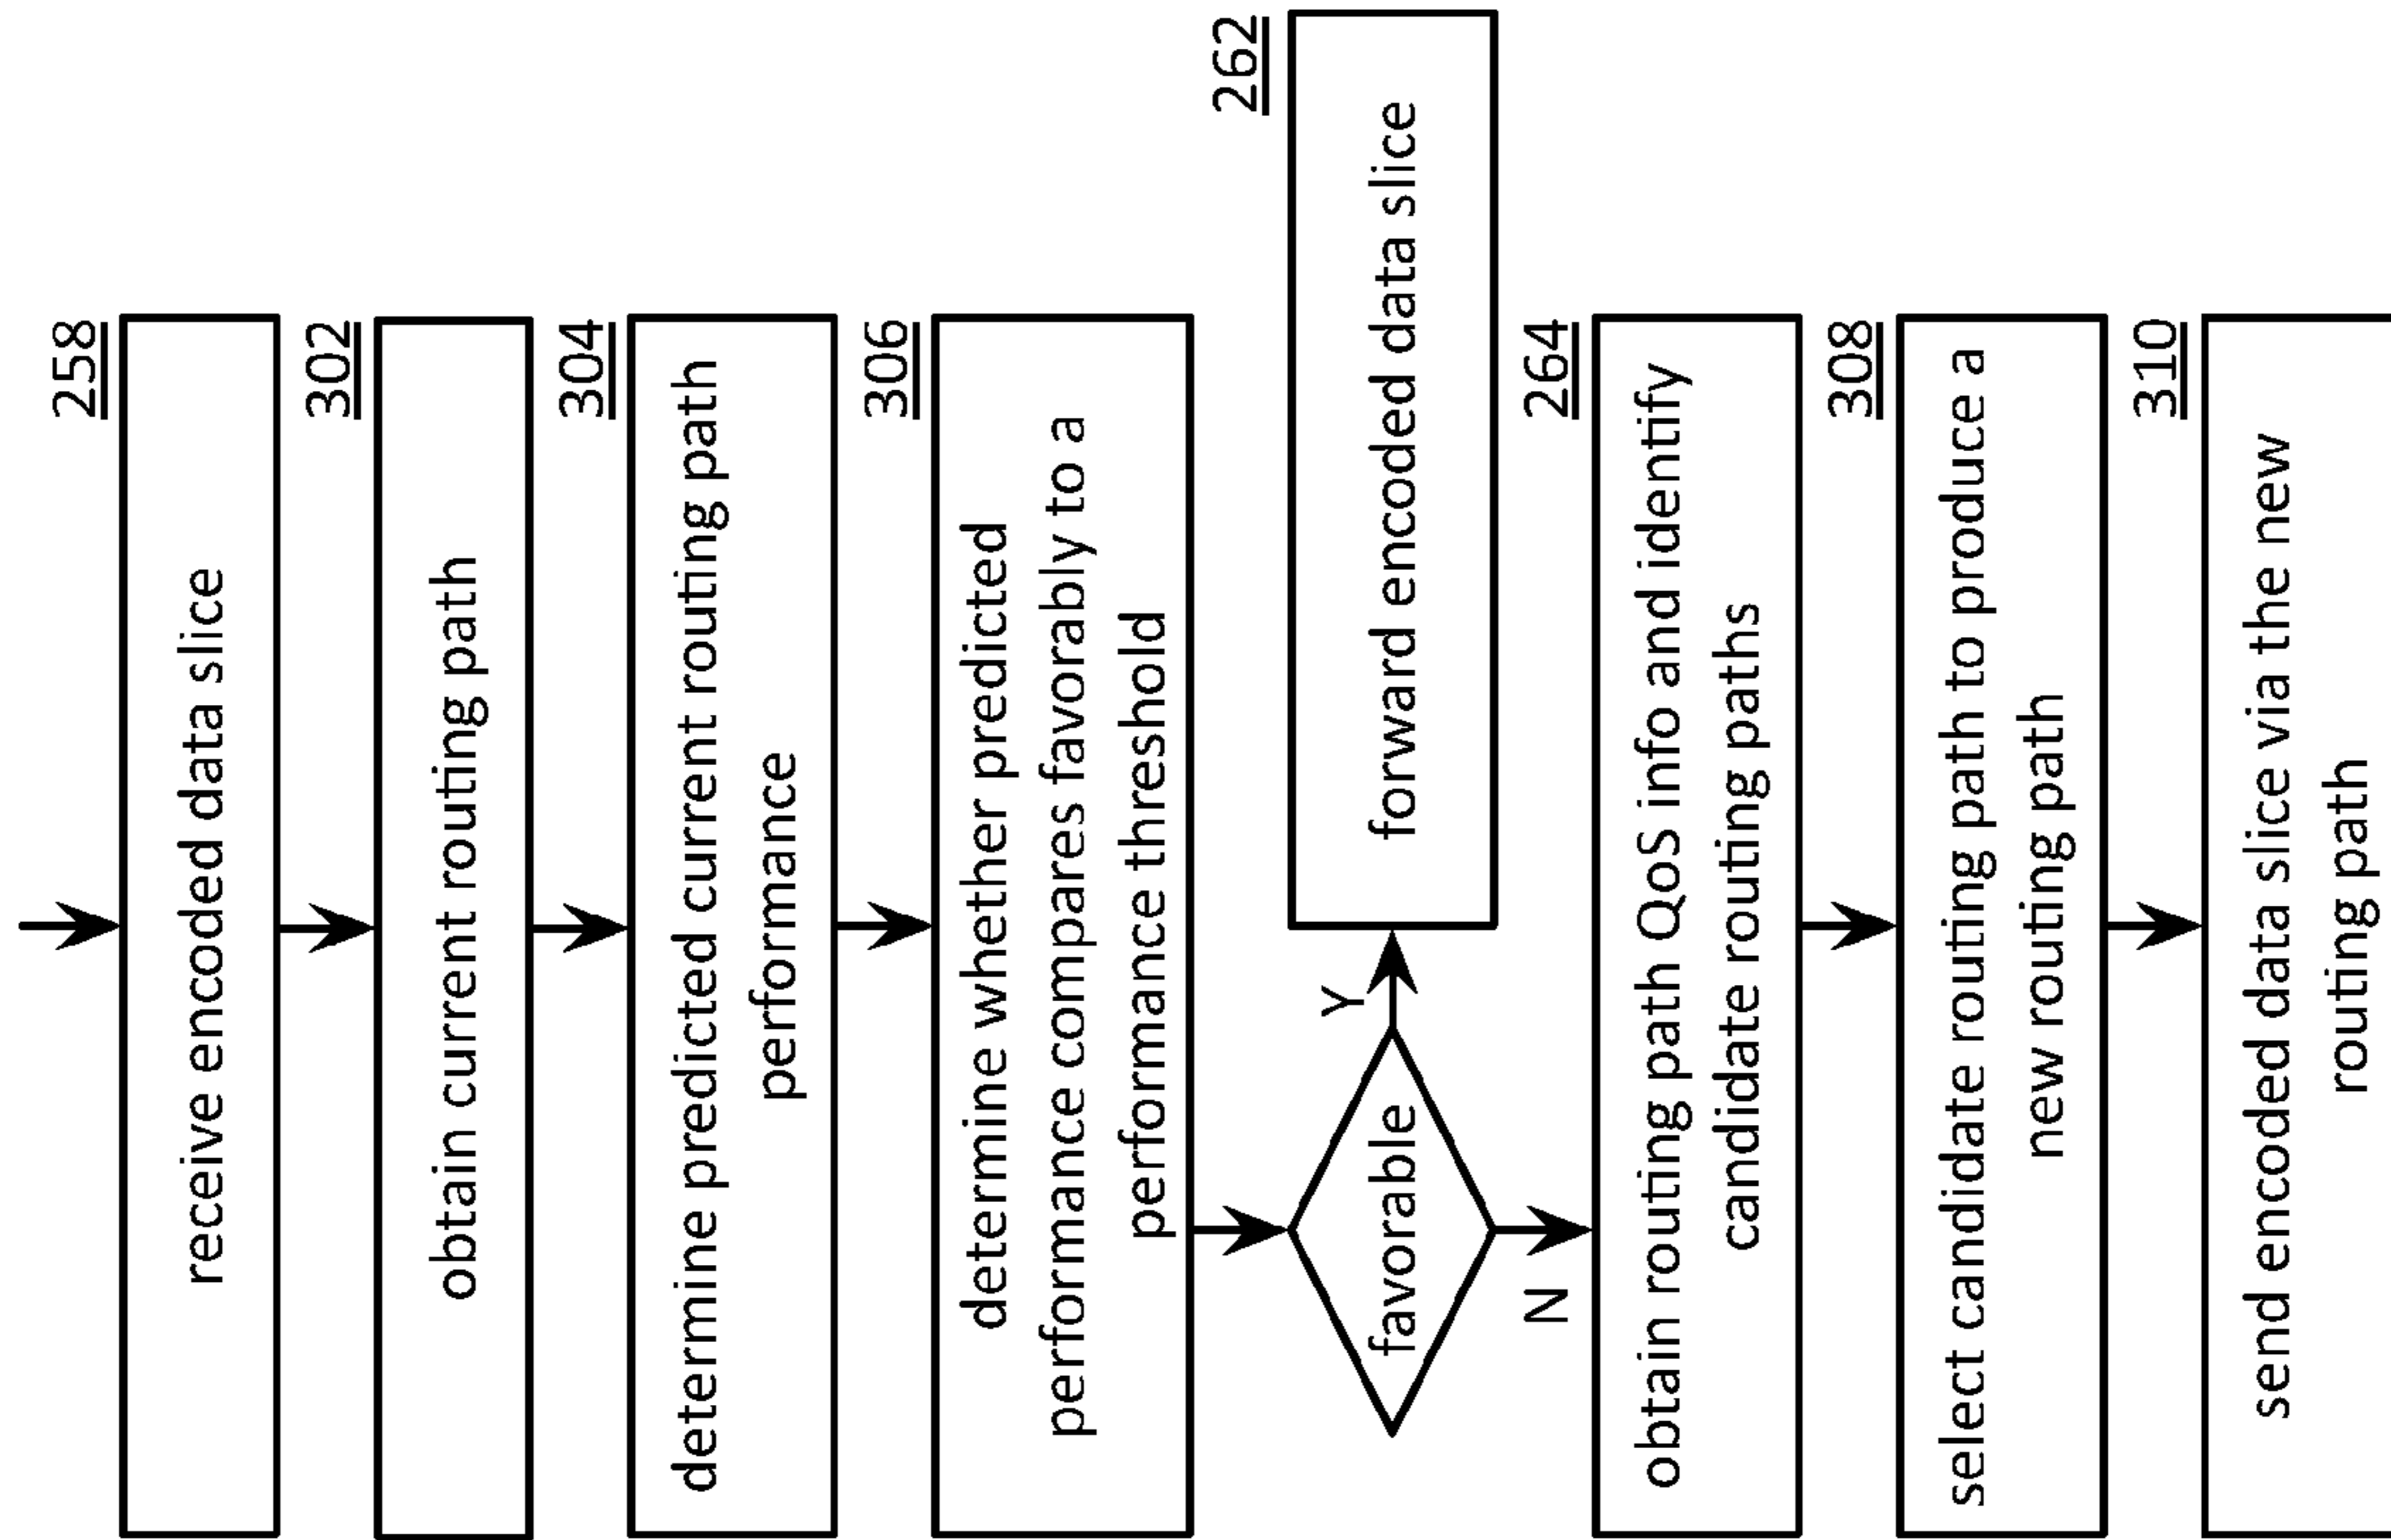 258
receive encoded data slice
302
obtain current routing path
304
determine predicted current routing path
performance
306
determine whether predicted
performance compares favorably to a
performance threshold
favorable
Y
N
262
forward encoded data slice
264
obtain routing path QoS info and identify
candidate routing paths
308
select candidate routing path to produce a
new routing path
310
send encoded data slice via the new
routing path